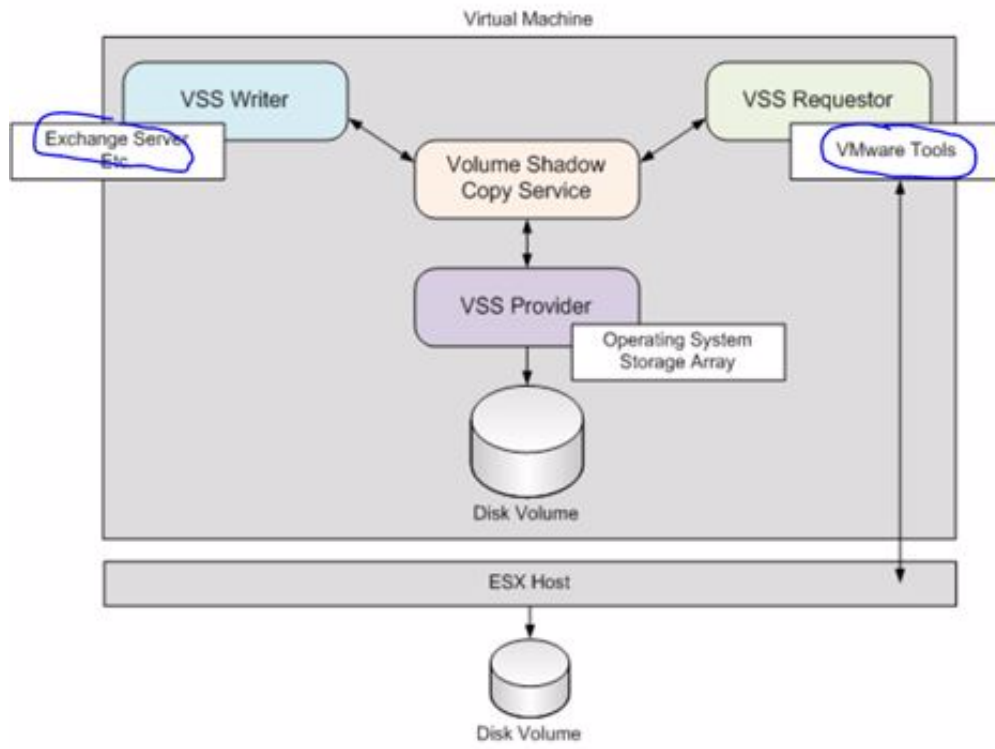 Virtual Machine
VSS Writer
VSS Requestor
Exchange Server
Etc.
VMware Tools
Volume Shadow
Copy Service
VSS Provider
Operating System
Storage Array
Disk Volume
ESX Host
Disk Volume